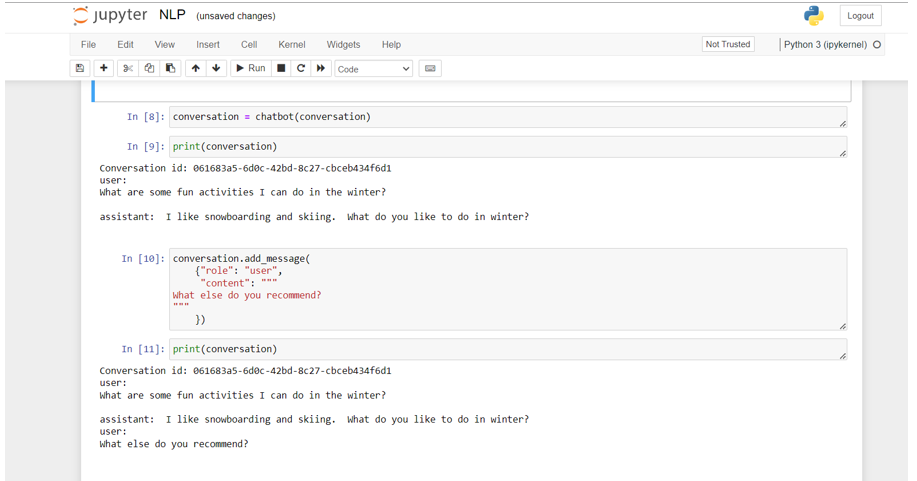 jupyter NLP (unsaved changes)
Logout
File Edit View Insert Cell Kernel Widgets Help
Not Trusted
Python 3 (ipykernel)
Run
Code
In [8]: conversation = chatbot(conversation)
In [9]: print(conversation)
Conversation id: 061683a5-6d0c-42bd-8c27-cbceb434f6d1
user:
What are some fun activities I can do in the winter?
assistant:  I like snowboarding and skiing.  What do you like to do in winter?
In [10]: conversation.add_message(
    {"role": "user",
     "content": """
What else do you recommend?
"""
    })
In [11]: print(conversation)
Conversation id: 061683a5-6d0c-42bd-8c27-cbceb434f6d1
user:
What are some fun activities I can do in the winter?
assistant:  I like snowboarding and skiing.  What do you like to do in winter?
user:
What else do you recommend?